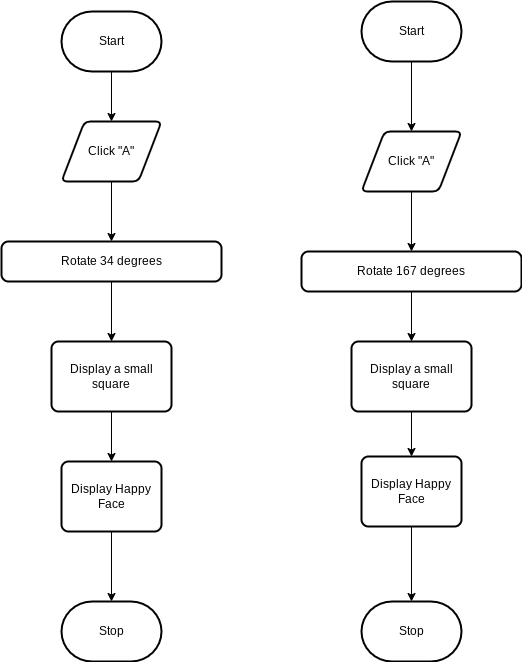 Start
Click "A"
Rotate 34 degrees
Display a small
square
Display Happy
Face
Stop
Start
Click "A"
Rotate 167 degrees
Display a small
square
Display Happy
Face
Stop